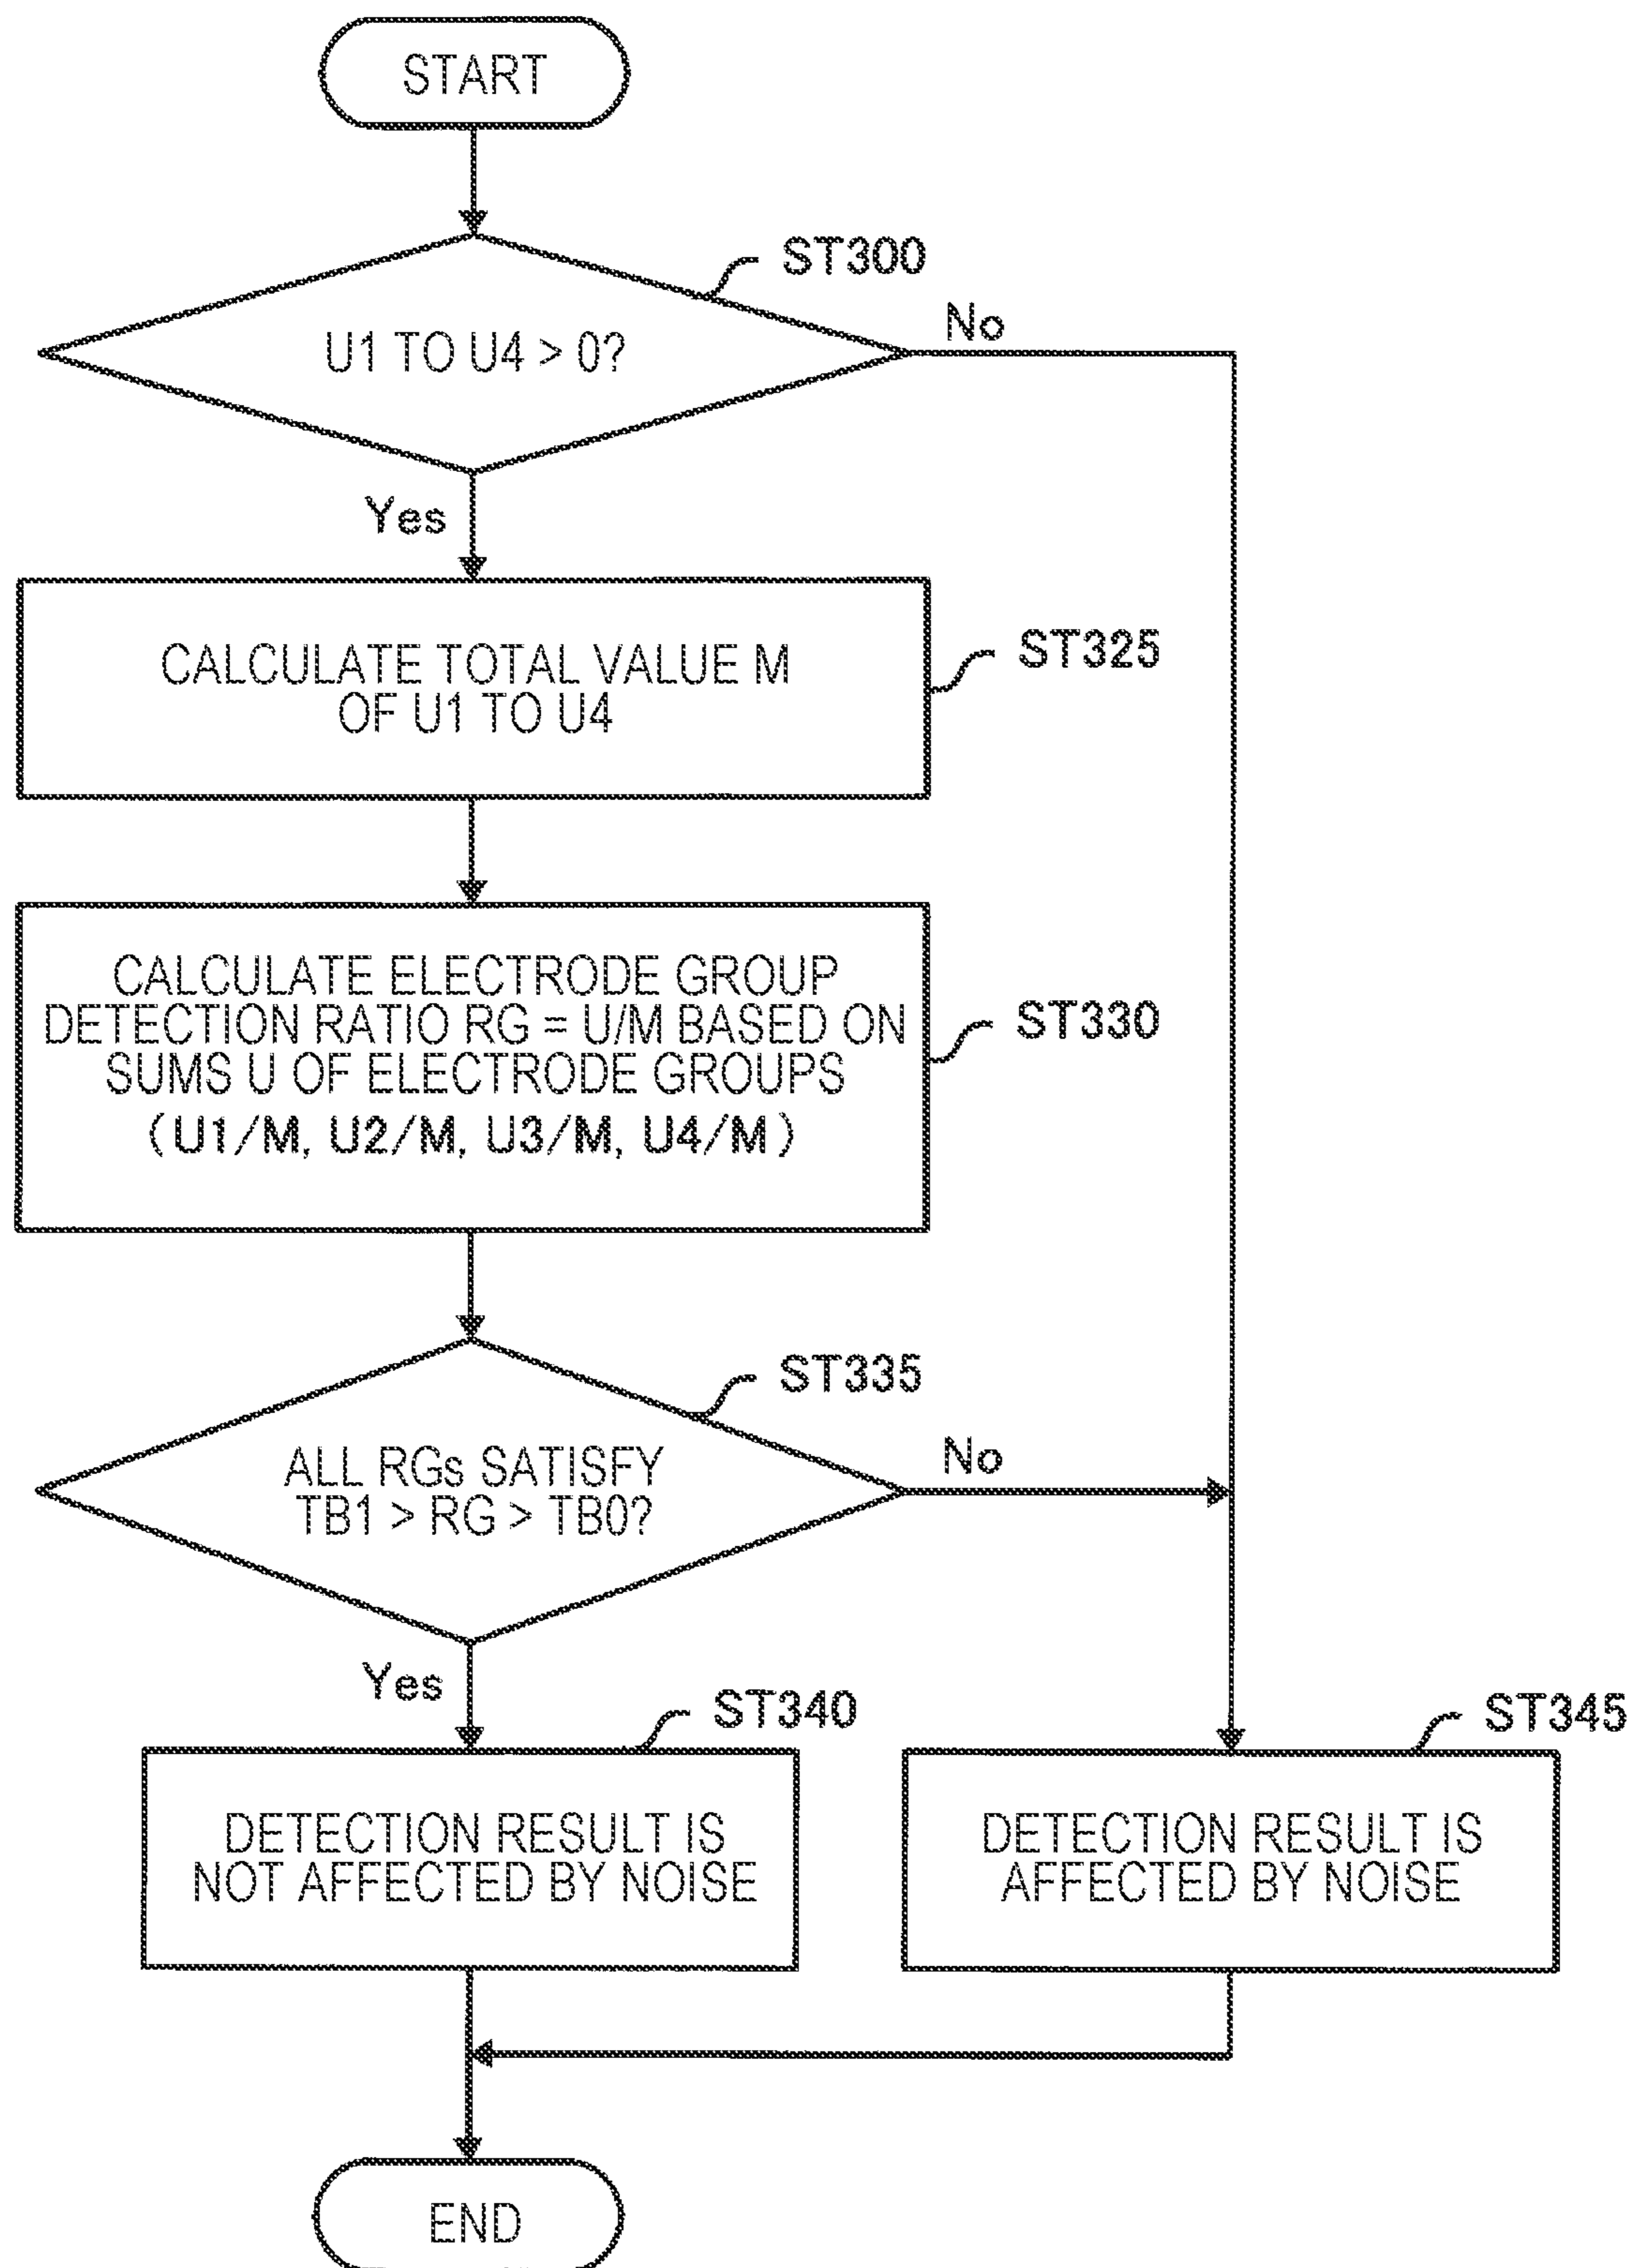 START
ST300
U1 TO U4 > 0?
No
Yes
CALCULATE TOTAL VALUE M
OF U1 TO U4
ST325
CALCULATE ELECTRODE GROUP
DETECTION RATIO RG = U/M BASED ON
SUMS U OF ELECTRODE GROUPS
(U1/M, U2/M, U3/M, U4/M)
ST330
ST335
ALL RGs SATISFY
TB1 > RG > TB0?
No
Yes
ST340
ST345
DETECTION RESULT IS
NOT AFFECTED BY NOISE
DETECTION RESULT IS
AFFECTED BY NOISE
END